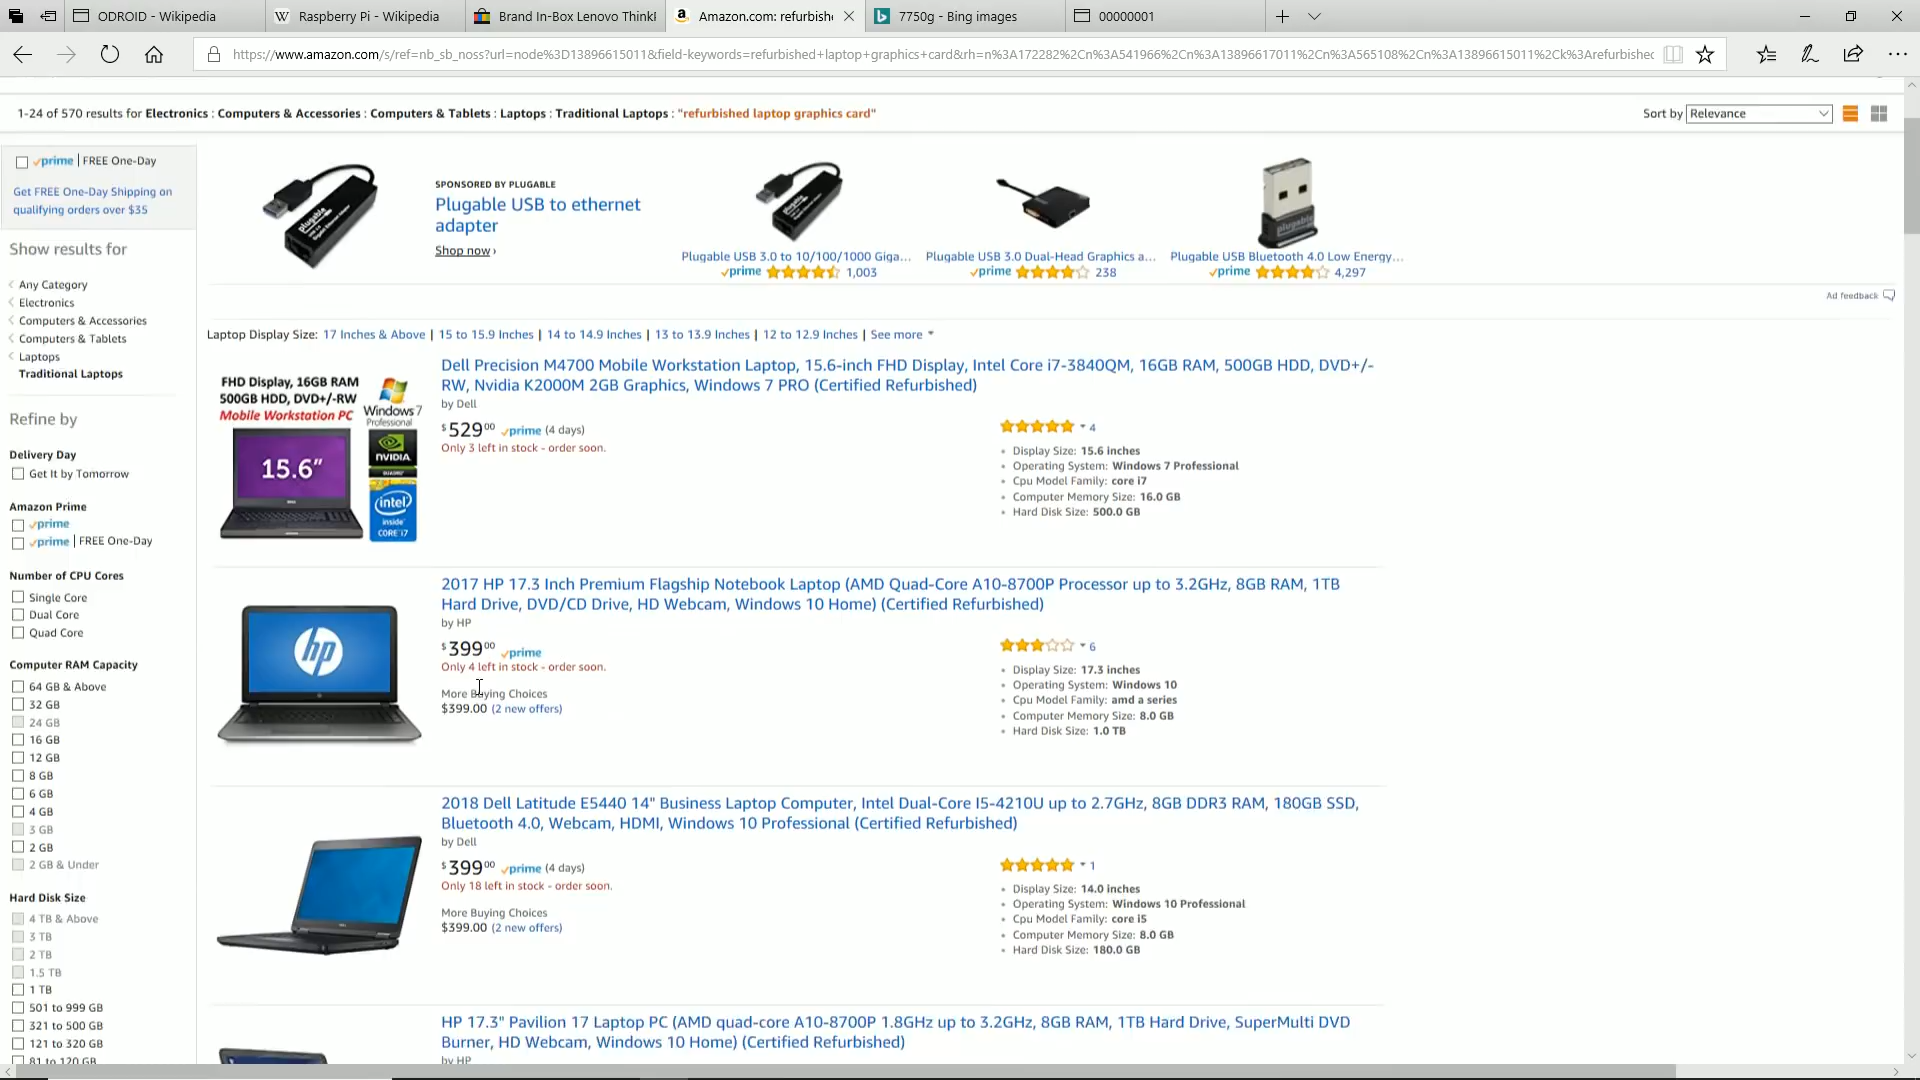 ODROID - Wikipedia
Raspberry Pi - Wikipedia
Brand In-Box Lenovo ThinkI
Amazon.com: refurbishe
7750g - Bing images
00000001
https://www.amazon.com/s/ref=nb_sb_noss?url=node%3D13896615011&field-keywords=refurbished+laptop+graphics+card&rh=n%3A172282%2Cn%3A541966%2Cn%3A13896617011%2Cn%3A565108%2Cn%3A13896615011%2Ck%3Arefurbished
1-24 of 570 results for Electronics : Computers & Accessories : Computers & Tablets : Laptops : Traditional Laptops : "refurbished laptop graphics card"
Sort by Relevance
prime | FREE One-Day
Get FREE One-Day Shipping on
qualifying orders over $35
Show results for
Any Category
Electronics
Computers & Accessories
Computers & Tablets
Laptops
Traditional Laptops
Refine by
Delivery Day
Get It by Tomorrow
Amazon Prime
prime
prime | FREE One-Day
Number of CPU Cores
Single Core
Dual Core
Quad Core
Computer RAM Capacity
64 GB & Above
32 GB
24 GB
16 GB
12 GB
8 GB
6 GB
4 GB
3 GB
2 GB
2 GB & Under
Hard Disk Size
4 TB & Above
3 TB
2 TB
1.5 TB
1 TB
501 to 999 GB
321 to 500 GB
121 to 320 GB
81 to 120 GB
plugable
SPONSORED BY PLUGABLE
Plugable USB to ethernet
adapter
Shop now ›
plugable
Plugable USB 3.0 to 10/100/1000 Giga...
prime 1,003
Plugable USB 3.0 Dual-Head Graphics a...
prime 238
plugable
Plugable USB Bluetooth 4.0 Low Energy...
prime 4,297
Ad feedback
Laptop Display Size: 17 Inches & Above | 15 to 15.9 Inches | 14 to 14.9 Inches | 13 to 13.9 Inches | 12 to 12.9 Inches | See more
FHD Display, 16GB RAM
500GB HDD, DVD+/-RW
Mobile Workstation PC
Windows 7
Professional
NVIDIA
QUADRO
15.6"
intel
inside
CORE i7
Dell Precision M4700 Mobile Workstation Laptop, 15.6-inch FHD Display, Intel Core i7-3840QM, 16GB RAM, 500GB HDD, DVD+/-
RW, Nvidia K2000M 2GB Graphics, Windows 7 PRO (Certified Refurbished)
by Dell
$529⁰⁰ prime (4 days)
Only 3 left in stock - order soon.
4
Display Size: 15.6 inches
Operating System: Windows 7 Professional
Cpu Model Family: core i7
Computer Memory Size: 16.0 GB
Hard Disk Size: 500.0 GB
hp
2017 HP 17.3 Inch Premium Flagship Notebook Laptop (AMD Quad-Core A10-8700P Processor up to 3.2GHz, 8GB RAM, 1TB
Hard Drive, DVD/CD Drive, HD Webcam, Windows 10 Home) (Certified Refurbished)
by HP
$399⁰⁰ prime
Only 4 left in stock - order soon.
More Buying Choices
$399.00 (2 new offers)
6
Display Size: 17.3 inches
Operating System: Windows 10
Cpu Model Family: amd a series
Computer Memory Size: 8.0 GB
Hard Disk Size: 1.0 TB
2018 Dell Latitude E5440 14" Business Laptop Computer, Intel Dual-Core I5-4210U up to 2.7GHz, 8GB DDR3 RAM, 180GB SSD,
Bluetooth 4.0, Webcam, HDMI, Windows 10 Professional (Certified Refurbished)
by Dell
$399⁰⁰ prime (4 days)
Only 18 left in stock - order soon.
More Buying Choices
$399.00 (2 new offers)
1
Display Size: 14.0 inches
Operating System: Windows 10 Professional
Cpu Model Family: core i5
Computer Memory Size: 8.0 GB
Hard Disk Size: 180.0 GB
HP 17.3" Pavilion 17 Laptop PC (AMD quad-core A10-8700P 1.8GHz up to 3.2GHz, 8GB RAM, 1TB Hard Drive, SuperMulti DVD
Burner, HD Webcam, Windows 10 Home) (Certified Refurbished)
by HP